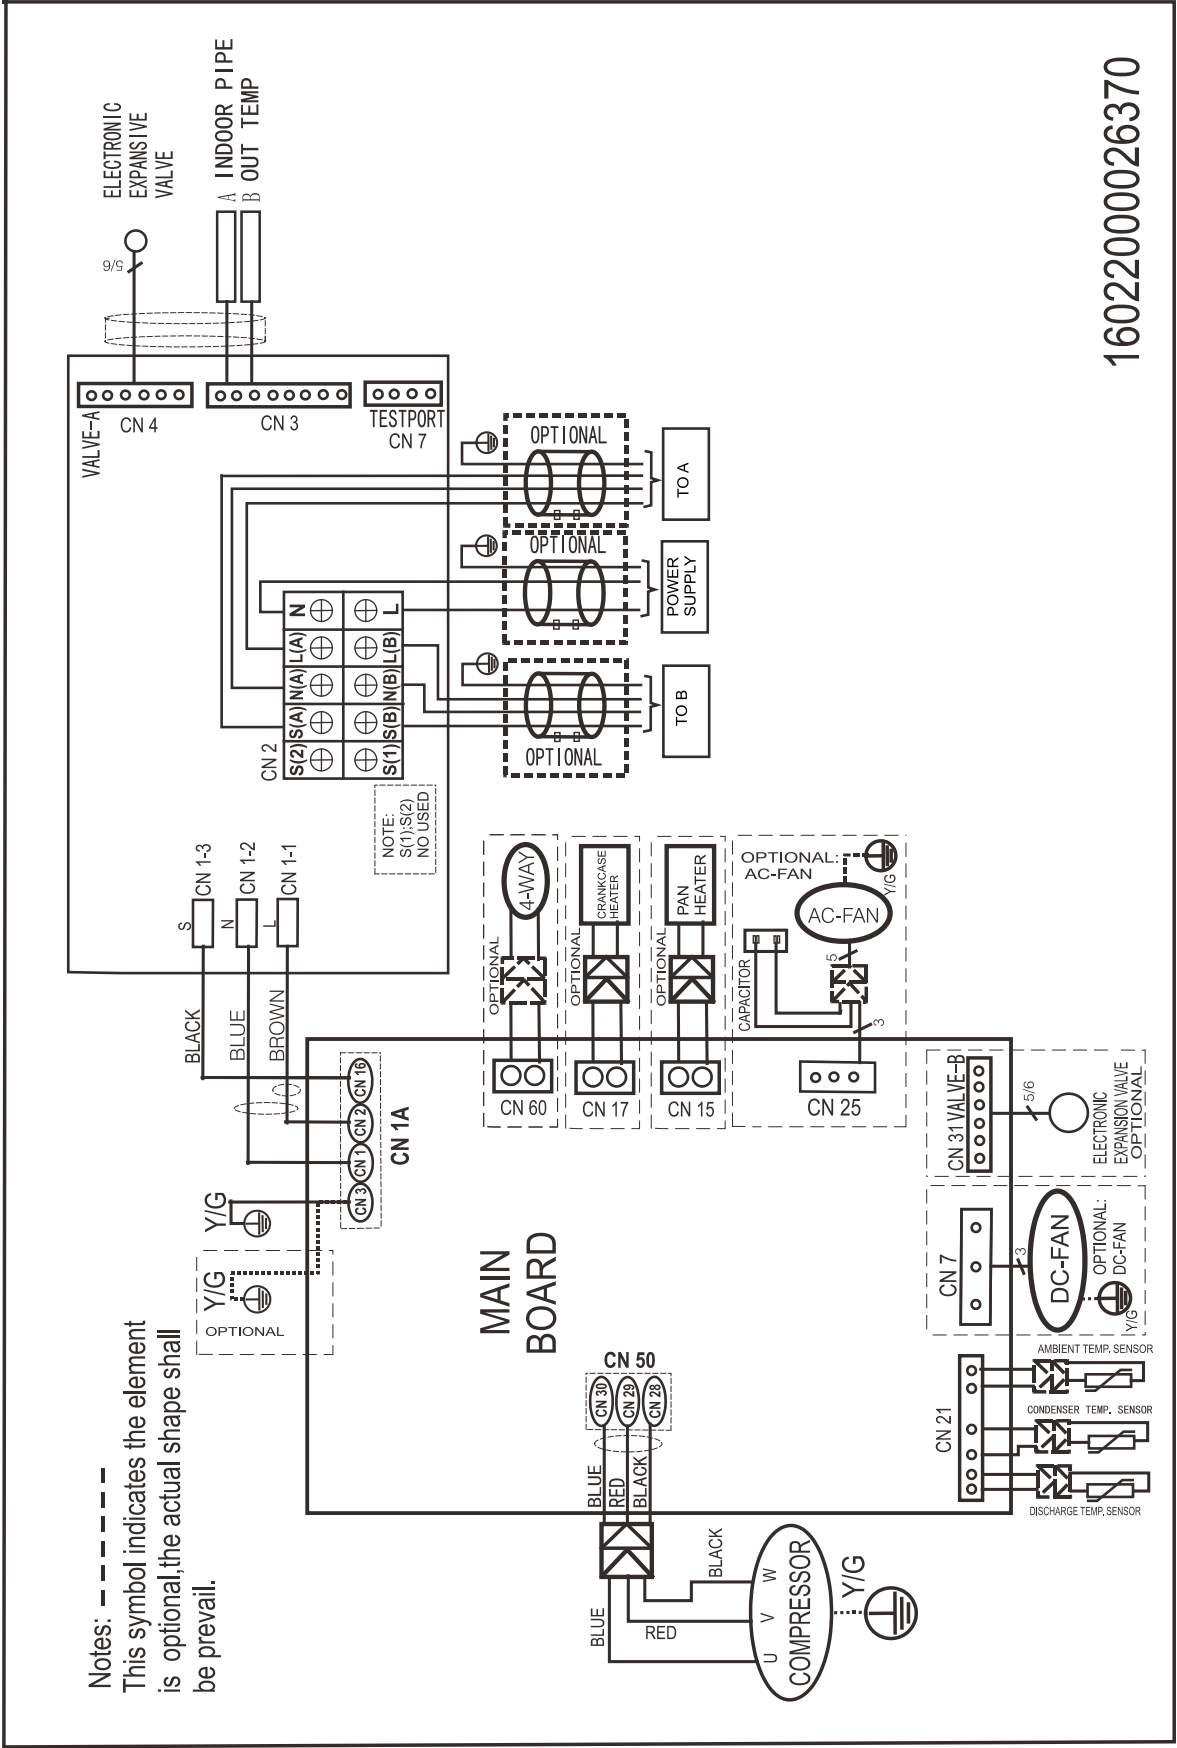 ELECTRONIC
EXPANSIVE
VALVE
5/6
A INDOOR PIPE
B OUT TEMP
16022000026370
VALVE-A
CN 4
CN 3
TESTPORT
CN 7
OPTIONAL
TO A
OPTIONAL
POWER
SUPPLY
OPTIONAL
TO B
CN 2
N
L
L(A)
L(B)
N(A)
N(B)
S(A)
S(B)
S(2)
S(1)
NOTE:
S(1);S(2)
NO USED
S
CN 1-3
N
CN 1-2
L
CN 1-1
BLACK
BLUE
BROWN
CN 16
CN 2
CN 1
CN 3
CN 1A
Y/G
Y/G
OPTIONAL
4-WAY
OPTIONAL
CN 60
CRANKCASE
HEATER
OPTIONAL
CN 17
PAN
HEATER
OPTIONAL
CN 15
OPTIONAL:
AC-FAN
Y/G
AC-FAN
CAPACITOR
5
3
CN 25
CN 31 VALVE-B
5/6
ELECTRONIC
EXPANSION VALVE
OPTIONAL
CN 7
3
DC-FAN
OPTIONAL:
DC-FAN
Y/G
MAIN
BOARD
CN 21
AMBIENT TEMP. SENSOR
CONDENSER TEMP. SENSOR
DISCHARGE TEMP. SENSOR
CN 50
CN 30
CN 29
CN 28
BLUE
RED
BLACK
BLUE
RED
BLACK
U
V
W
COMPRESSOR
Y/G
Notes:
This symbol indicates the element
is optional,the actual shape shall
be prevail.